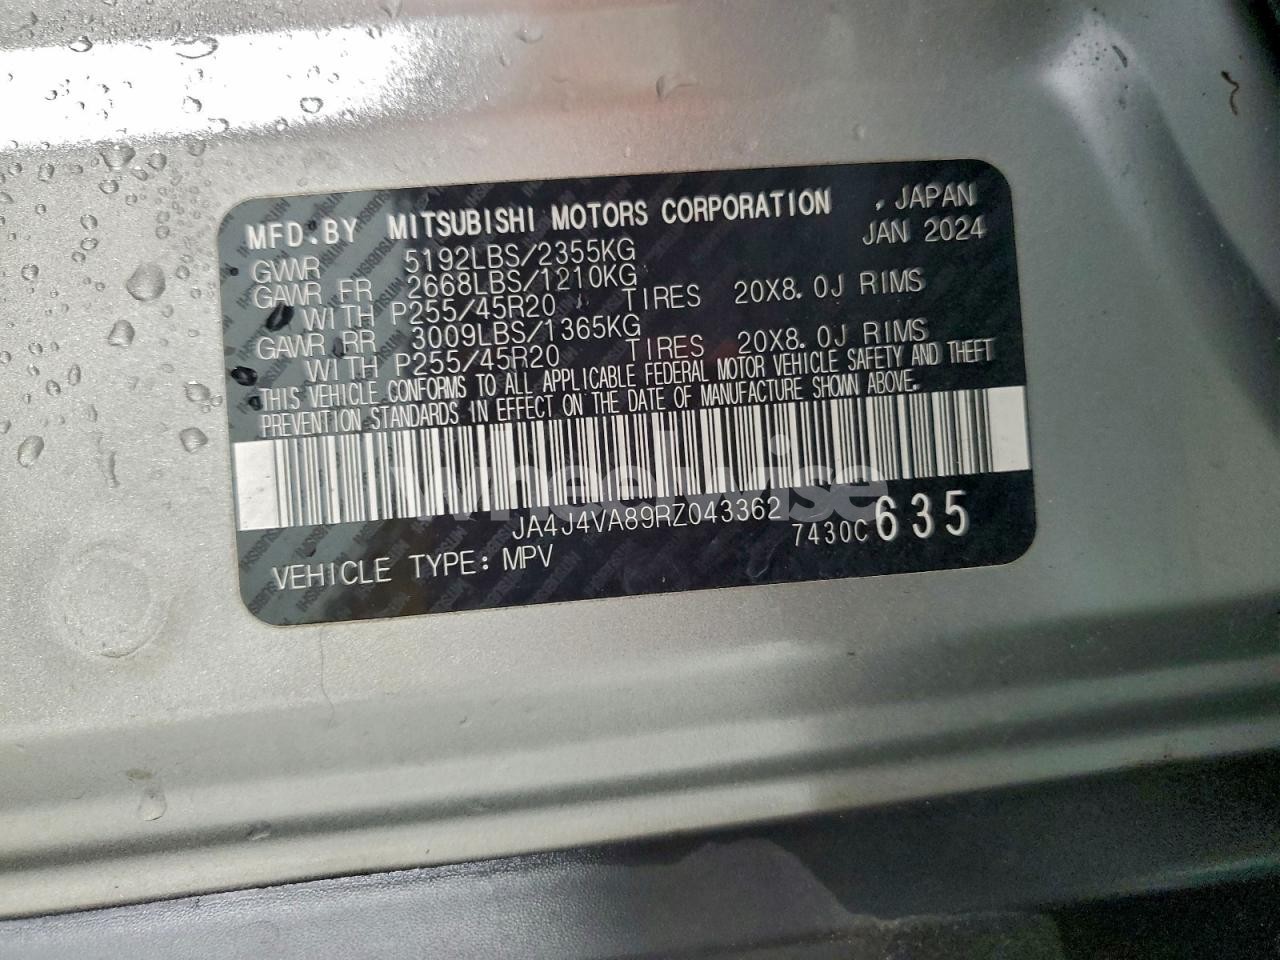 MFD.BY MITSUBISHI MOTORS CORPORATION , JAPAN
JAN 2024
GVWR 5192LBS/2355KG
GAWR FR 2668LBS/1210KG
WITH P255/45R20 TIRES 20X8.0J RIMS
GAWR RR 3009LBS/1365KG
WITH P255/45R20 TIRES 20X8.0J RIMS
THIS VEHICLE CONFORMS TO ALL APPLICABLE FEDERAL MOTOR VEHICLE SAFETY AND THEFT
PREVENTION STANDARDS IN EFFECT ON THE DATE OF MANUFACTURE SHOWN ABOVE.
wheelwise
JA4J4VA89RZ043362 7430C 635
VEHICLE TYPE: MPV